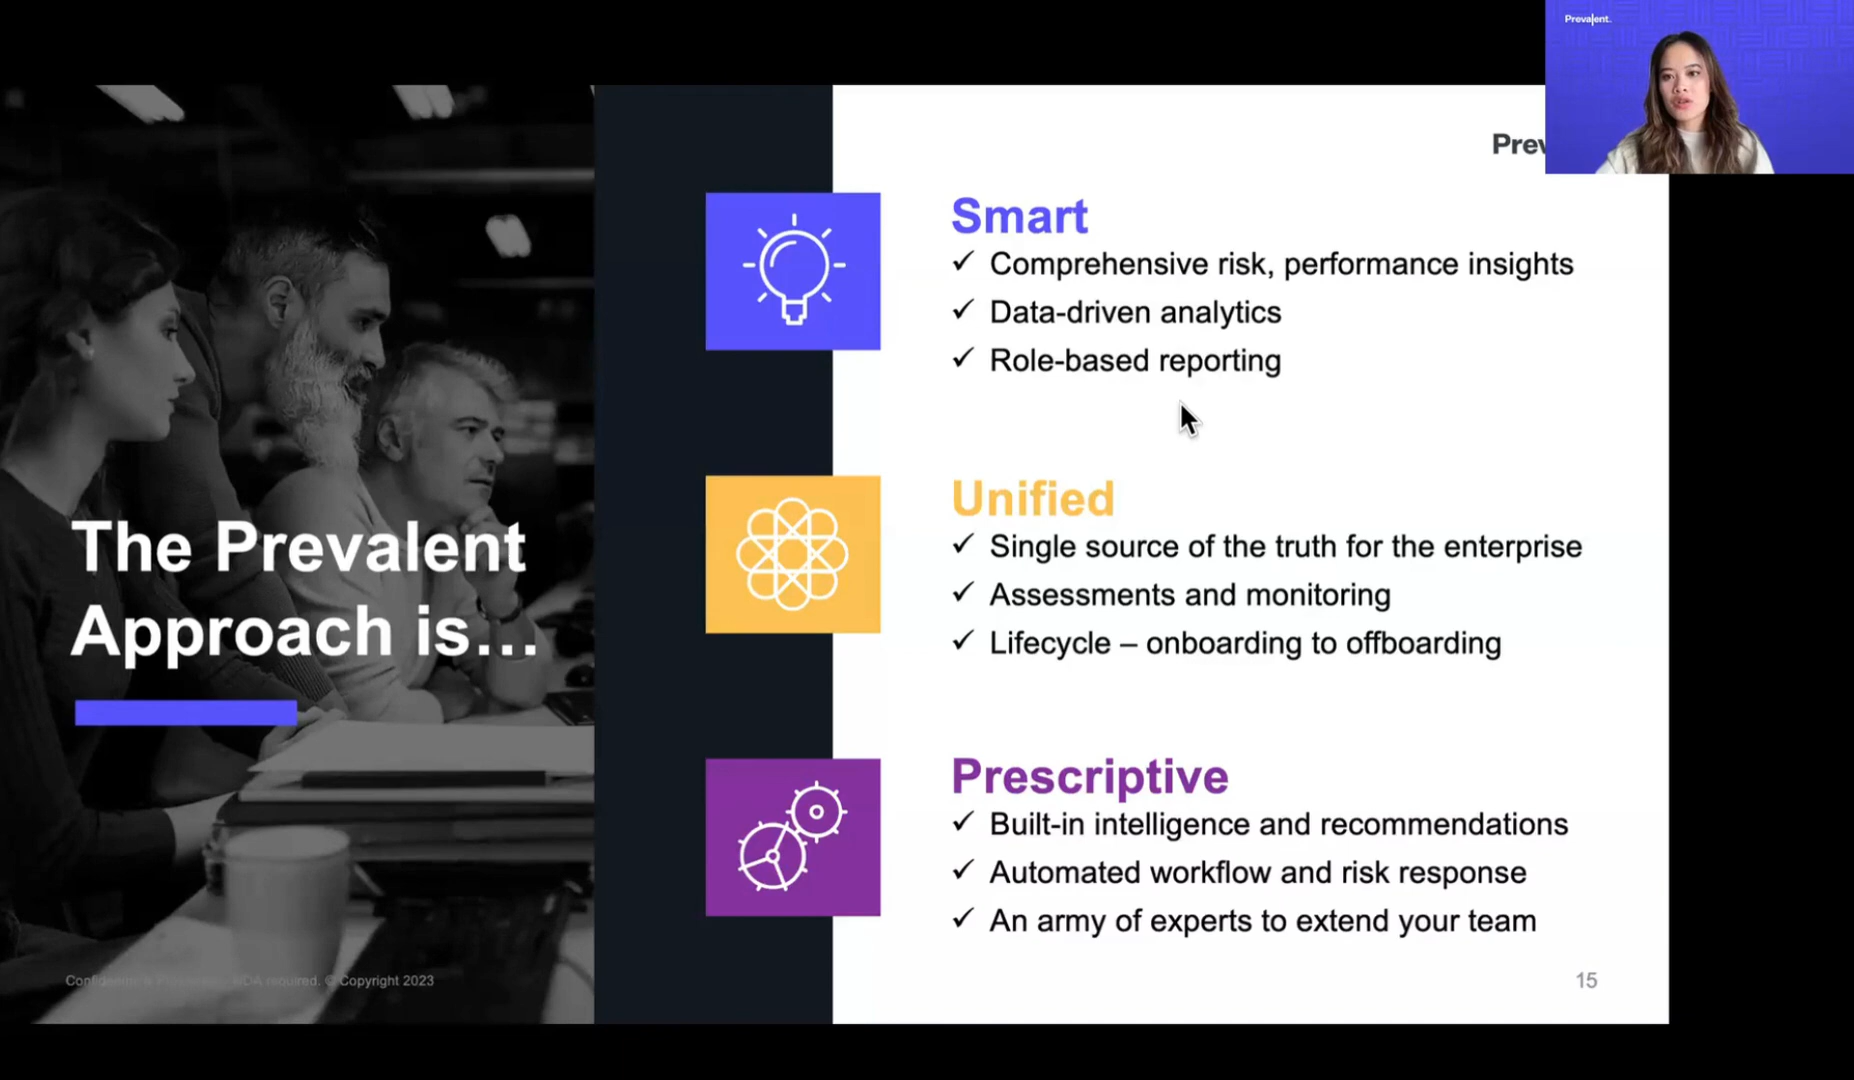 Prevalent.
Prev
The Prevalent
Approach is...
Smart
✓ Comprehensive risk, performance insights
✓ Data-driven analytics
✓ Role-based reporting
Unified
✓ Single source of the truth for the enterprise
✓ Assessments and monitoring
✓ Lifecycle – onboarding to offboarding
Prescriptive
✓ Built-in intelligence and recommendations
✓ Automated workflow and risk response
✓ An army of experts to extend your team
NDA required. © Copyright 2023
15